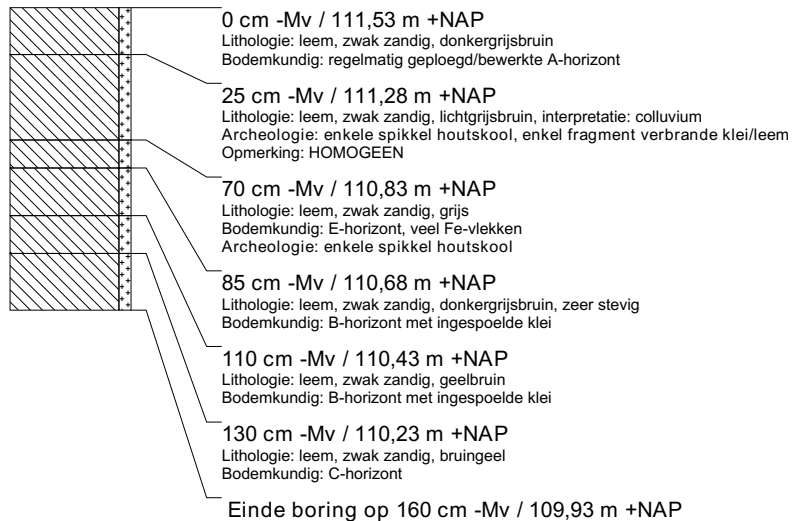 0 cm -Mv / 111,53 m +NAP
Lithologie: leem, zwak zandig, donkergrijsbruin
Bodemkundig: regelmatig geploegd/bewerkte A-horizont
25 cm -Mv / 111,28 m +NAP
Lithologie: leem, zwak zandig, lichtgrijsbruin, interpretatie: colluvium
Archeologie: enkele spikkel houtskool, enkel fragment verbrande klei/leem
Opmerking: HOMOGEEN
70 cm -Mv / 110,83 m +NAP
Lithologie: leem, zwak zandig, grijs
Bodemkundig: E-horizont, veel Fe-vlekken
Archeologie: enkele spikkel houtskool
85 cm -Mv / 110,68 m +NAP
Lithologie: leem, zwak zandig, donkergrijsbruin, zeer stevig
Bodemkundig: B-horizont met ingespoelde klei
110 cm -Mv / 110,43 m +NAP
Lithologie: leem, zwak zandig, geelbruin
Bodemkundig: B-horizont met ingespoelde klei
130 cm -Mv / 110,23 m +NAP
Lithologie: leem, zwak zandig, bruingeel
Bodemkundig: C-horizont
Einde boring op 160 cm -Mv / 109,93 m +NAP